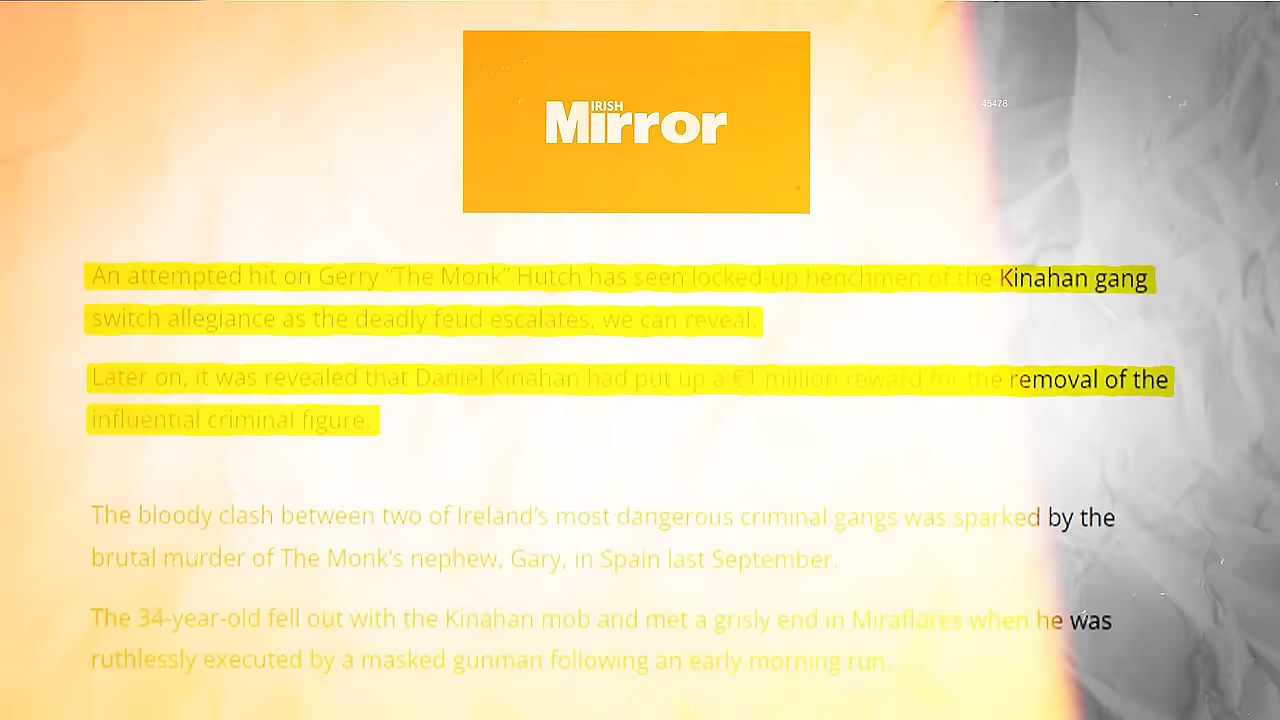 IRISH
Mirror
45478
An attempted hit on Gerry "The Monk" Hutch has seen locked-up henchmen of the Kinahan gang
switch allegiance as the deadly feud escalates, we can reveal.
Later on, it was revealed that Daniel Kinahan had put up a €1 million reward for the removal of the
influential criminal figure.
The bloody clash between two of Ireland's most dangerous criminal gangs was sparked by the
brutal murder of The Monk's nephew, Gary, in Spain last September.
The 34-year-old fell out with the Kinahan mob and met a grisly end in Miraflores when he was
ruthlessly executed by a masked gunman following an early morning run.